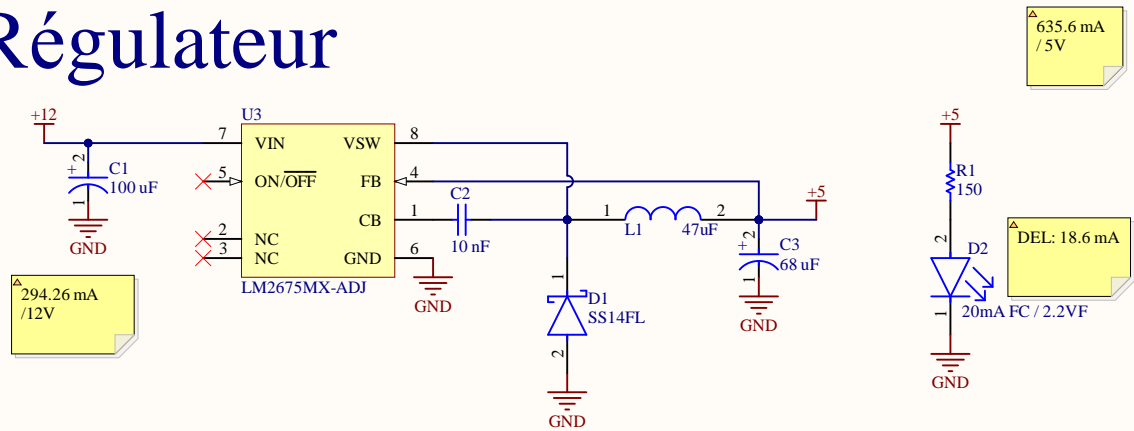 Régulateur
635.6 mA
/ 5V
+12
U3
7
VIN
VSW
8
+5
5
ON/OFF
FB
4
+
2
C1
100 uF
1
GND
CB
1
C2
10 nF
1
L1
2
47uF
+5
R1
150
2
NC
3
NC
GND
6
LM2675MX-ADJ
GND
+
2
C3
68 uF
1
GND
294.26 mA
/12V
1
D1
SS14FL
2
GND
2
D2
DEL: 18.6 mA
1
20mA FC / 2.2VF
GND